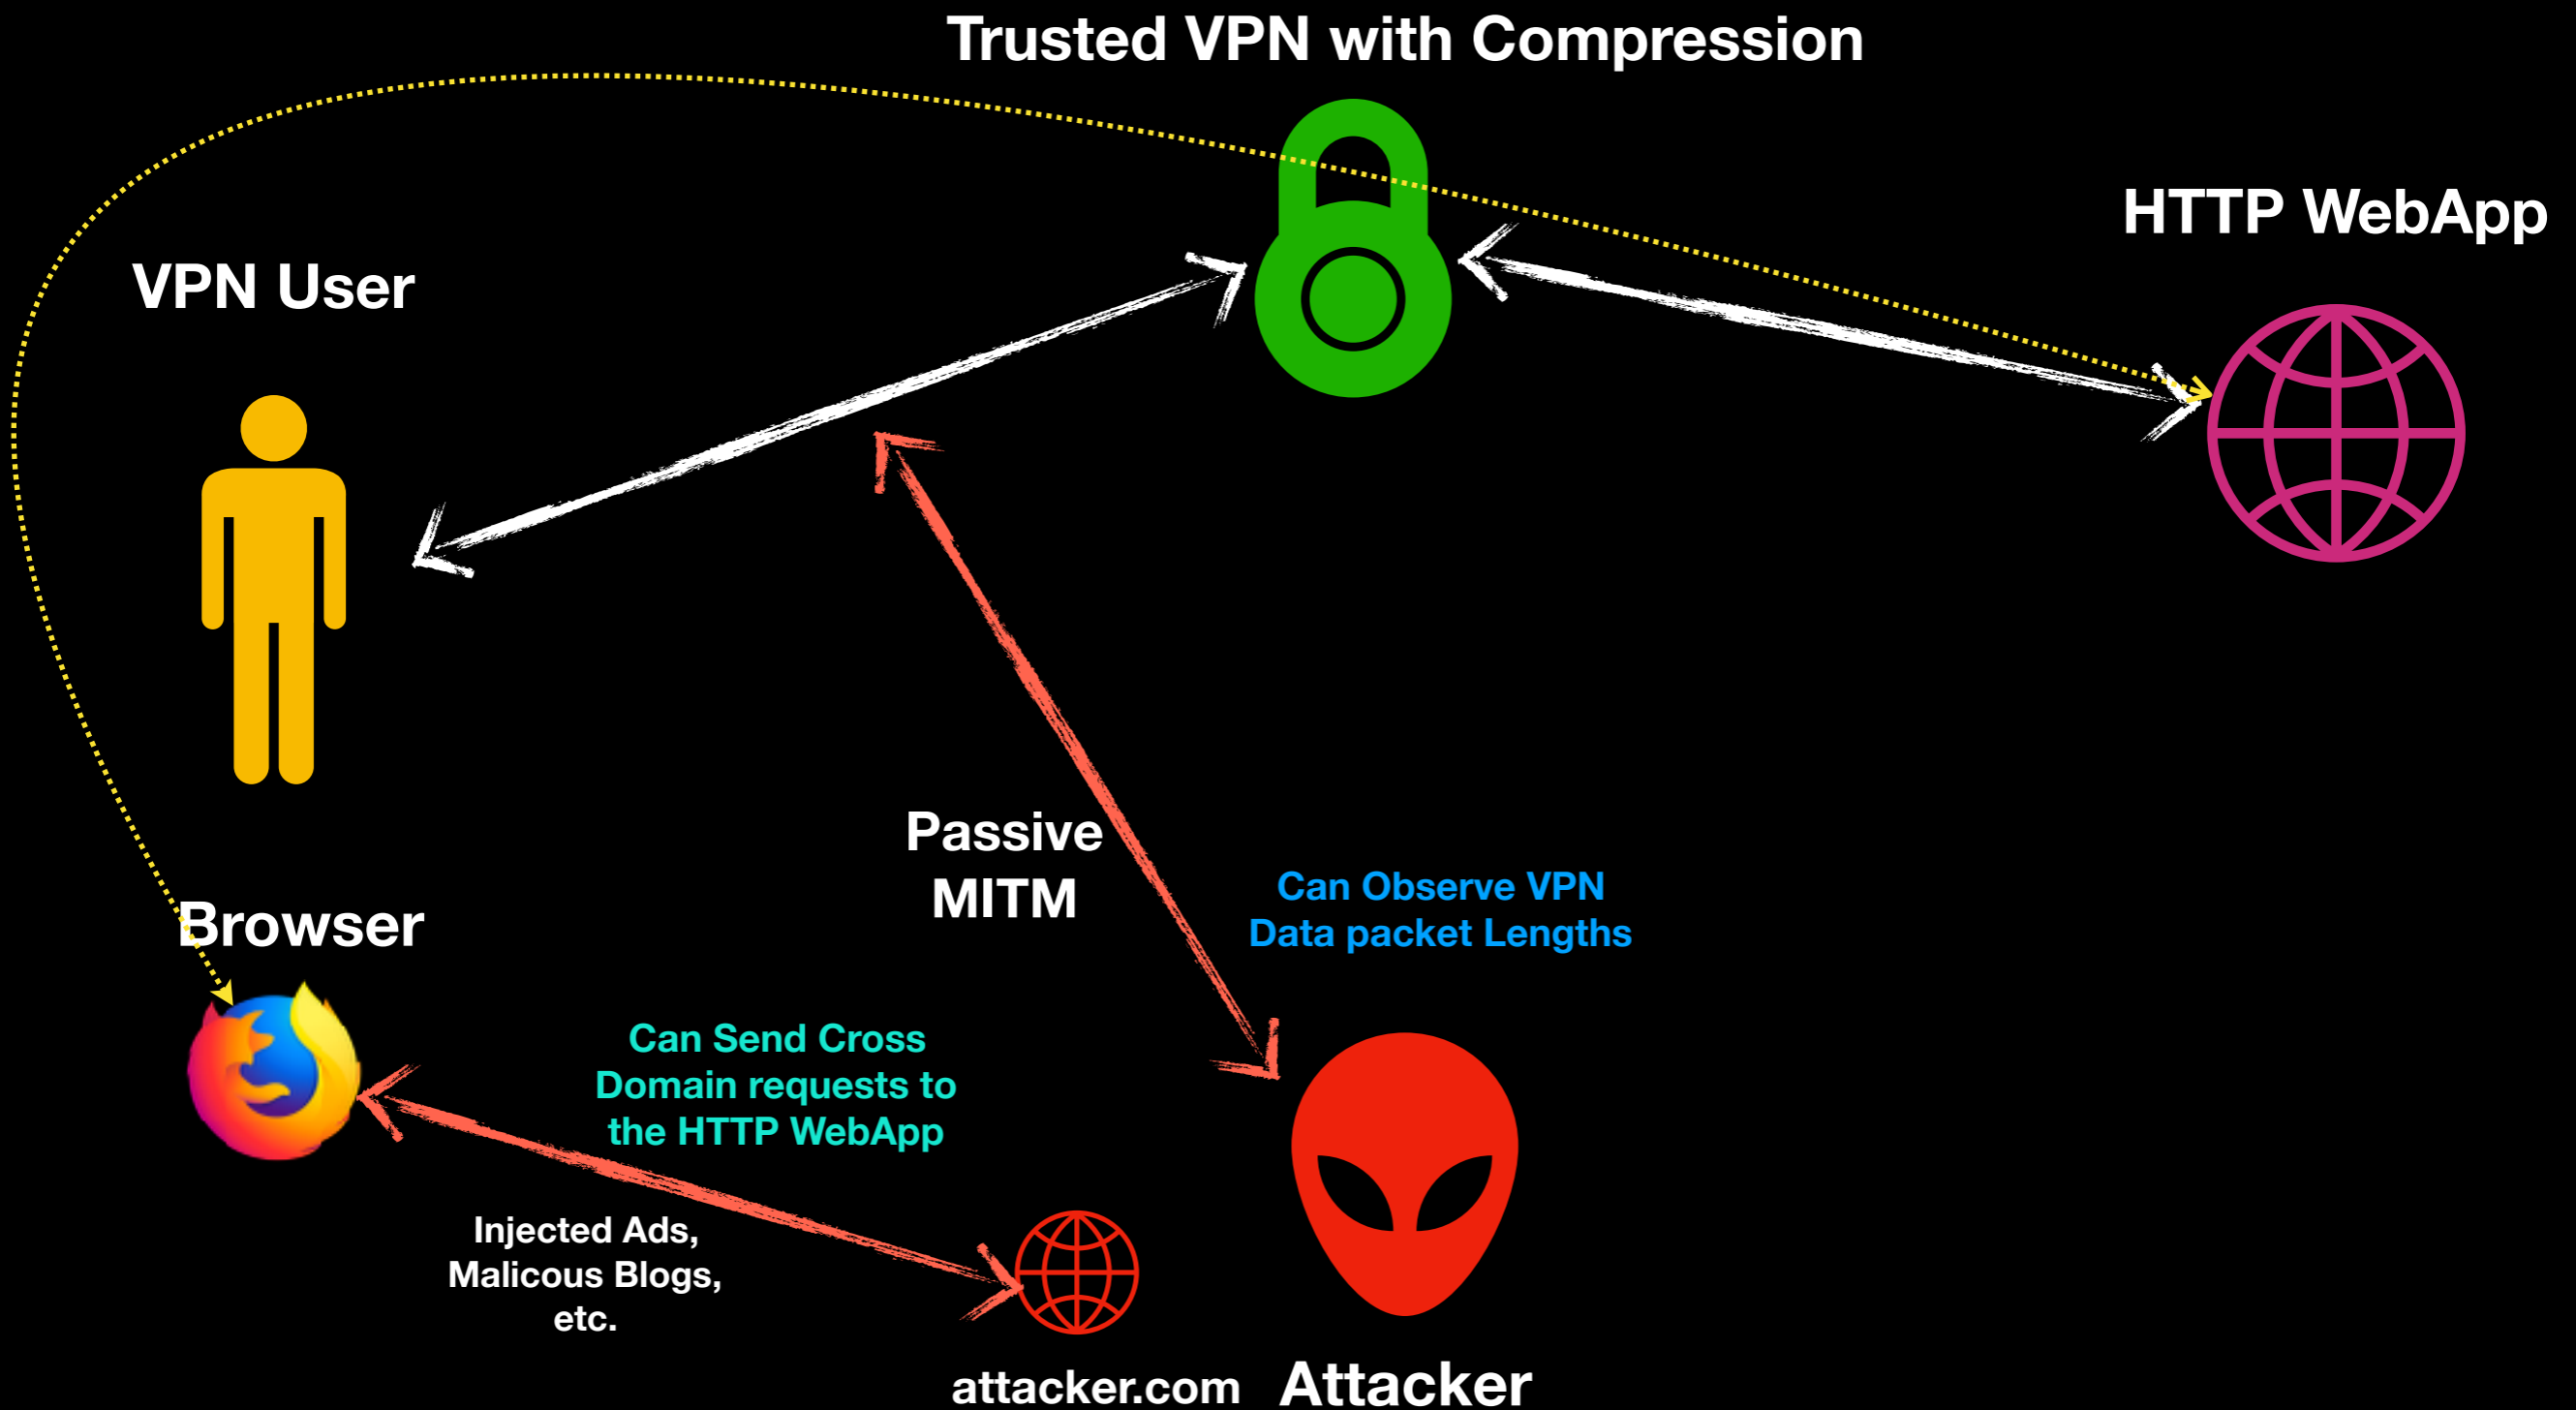 Trusted VPN with Compression
HTTP WebApp
VPN User
Passive
MITM
Can Observe VPN
Data packet Lengths
Browser
Can Send Cross
Domain requests to
the HTTP WebApp
Injected Ads,
Malicous Blogs,
etc.
attacker.com
Attacker